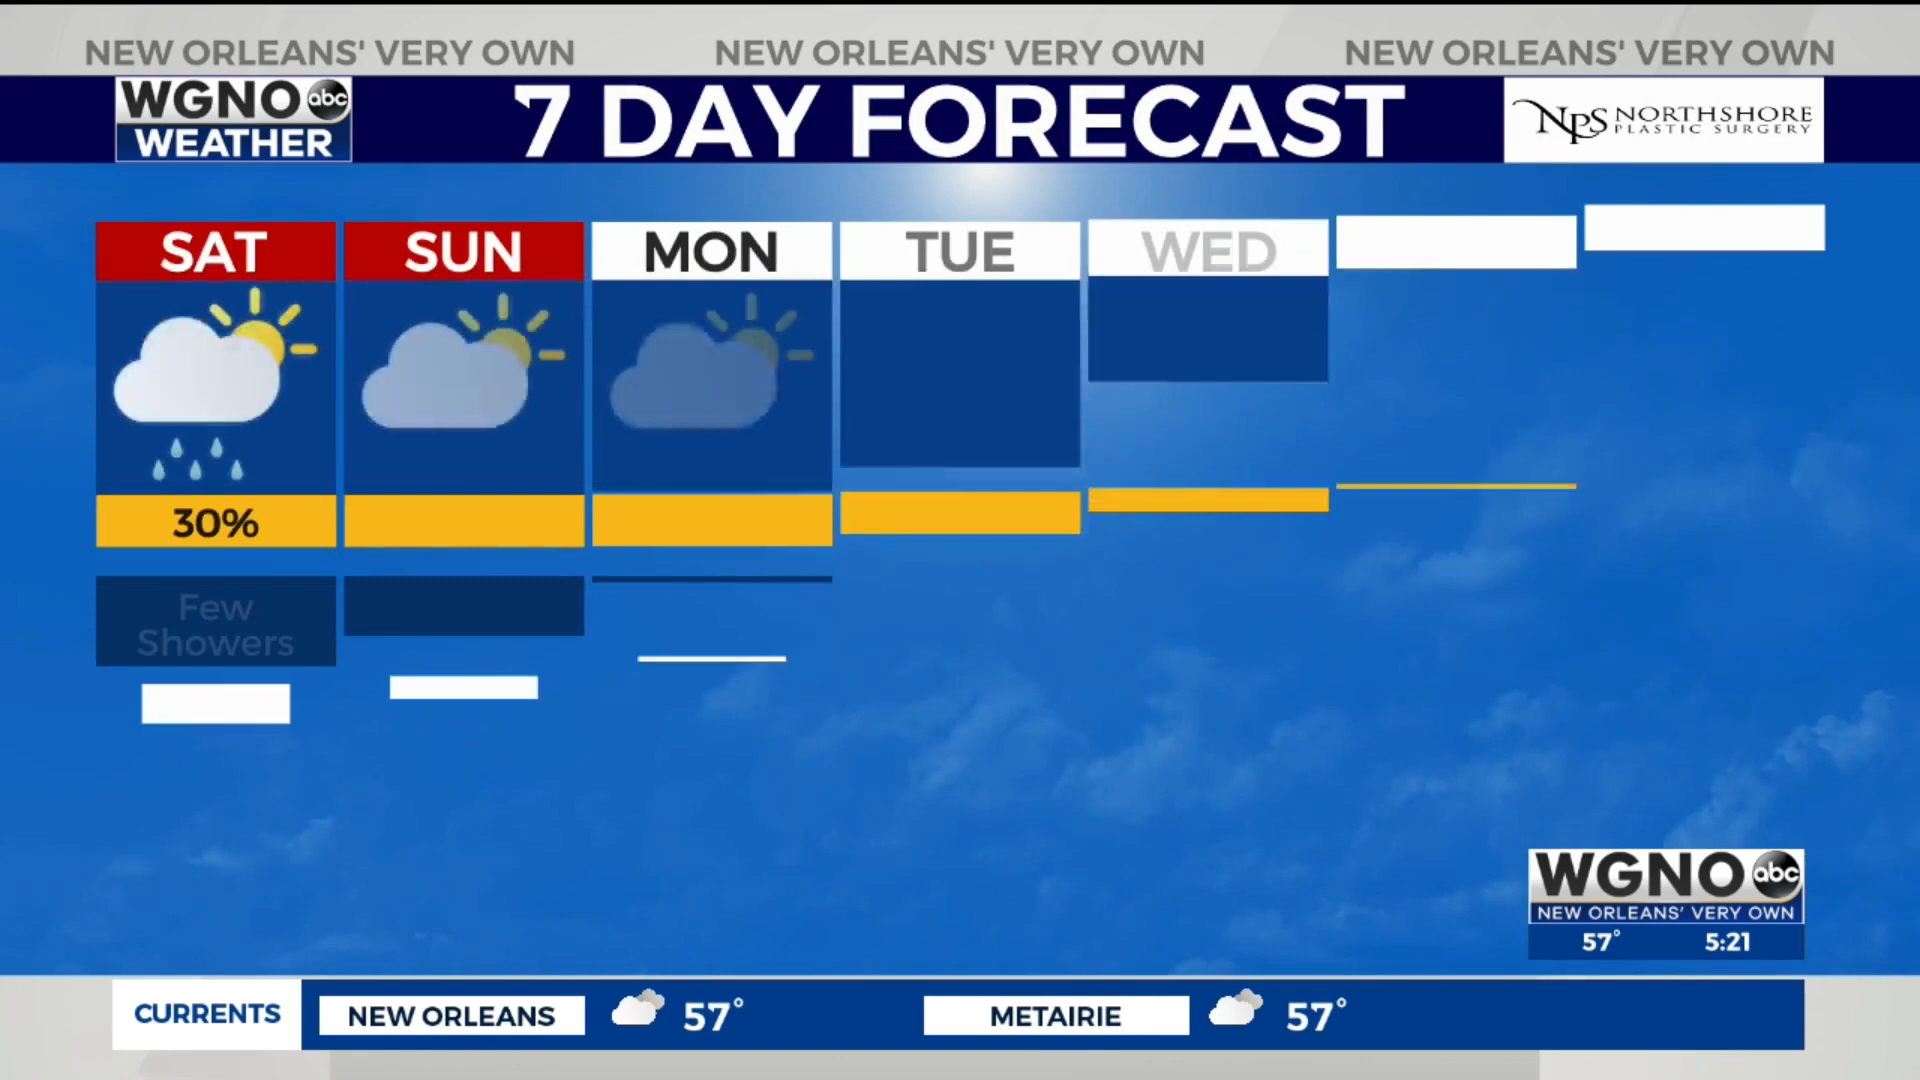 NEW ORLEANS' VERY OWN NEW ORLEANS' VERY OWN NEW ORLEANS' VERY OWN
WGNO abc
WEATHER
7 DAY FORECAST
NPS NORTHSHORE
PLASTIC SURGERY
SAT SUN MON TUE WED
30%
Few
Showers
WGNO abc
NEW ORLEANS' VERY OWN
57° 5:21
CURRENTS NEW ORLEANS 57° METAIRIE 57°